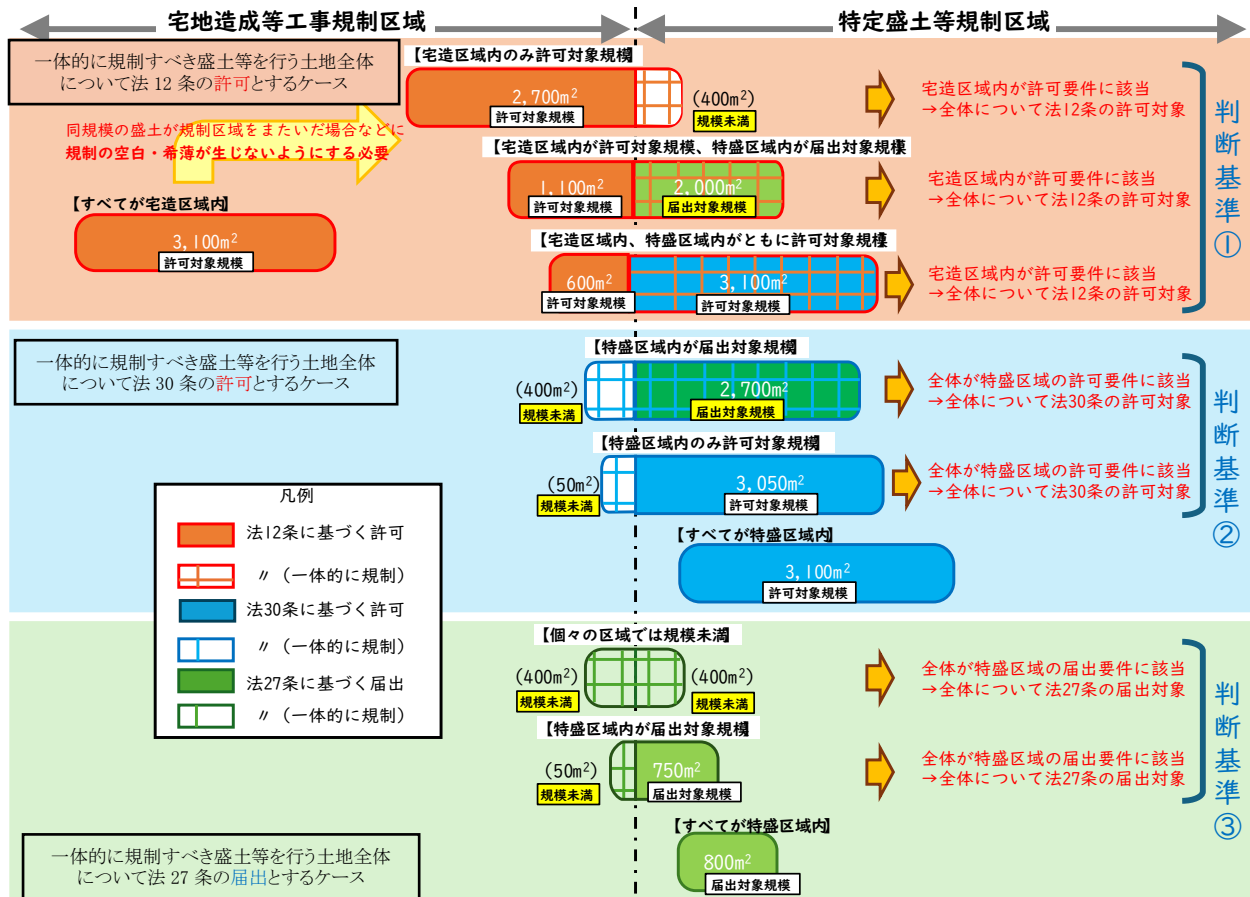 宅地造成等工事規制区域
特定盛土等規制区域
一体的に規制すべき盛土等を行う土地全体
について法 12 条の許可とするケース
同規模の盛土が規制区域をまたいだ場合などに
規制の空白・希薄が生じないようにする必要
【すべてが宅造区域内】
3,100m²
許可対象規模
【宅造区域内のみ許可対象規模】
2,700m²
許可対象規模
(400m²)
規模未満
宅造区域内が許可要件に該当
→全体について法12条の許可対象
【宅造区域内が許可対象規模、特盛区域内が届出対象規模】
1,100m²
許可対象規模
2,000m²
届出対象規模
宅造区域内が許可要件に該当
→全体について法12条の許可対象
【宅造区域内、特盛区域内がともに許可対象規模】
600m²
許可対象規模
3,100m²
許可対象規模
宅造区域内が許可要件に該当
→全体について法12条の許可対象
判断基準①
一体的に規制すべき盛土等を行う土地全体
について法 30 条の許可とするケース
【特盛区域内が届出対象規模】
(400m²)
規模未満
2,700m²
届出対象規模
全体が特盛区域の許可要件に該当
→全体について法30条の許可対象
【特盛区域内のみ許可対象規模】
(50m²)
規模未満
3,050m²
許可対象規模
全体が特盛区域の許可要件に該当
→全体について法30条の許可対象
【すべてが特盛区域内】
3,100m²
許可対象規模
判断基準②
凡例
法12条に基づく許可
〃（一体的に規制）
法30条に基づく許可
〃（一体的に規制）
法27条に基づく届出
〃（一体的に規制）
【個々の区域では規模未満】
(400m²)
規模未満
(400m²)
規模未満
全体が特盛区域の届出要件に該当
→全体について法27条の届出対象
【特盛区域内が届出対象規模】
(50m²)
規模未満
750m²
届出対象規模
全体が特盛区域の届出要件に該当
→全体について法27条の届出対象
【すべてが特盛区域内】
800m²
届出対象規模
判断基準③
一体的に規制すべき盛土等を行う土地全体
について法 27 条の届出とするケース